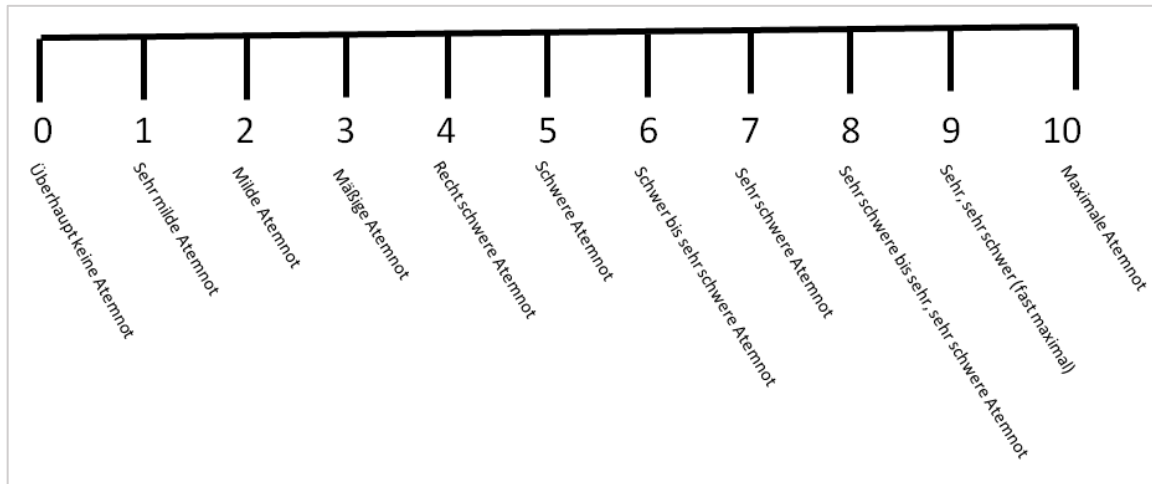 0
1
2
3
4
5
6
7
8
9
10
Überhaupt keine Atemnot
Sehr milde Atemnot
Milde Atemnot
Mäßige Atemnot
Recht schwere Atemnot
Schwere Atemnot
Schwer bis sehr schwere Atemnot
Sehr schwere Atemnot
Sehr schwere bis sehr, sehr schwere Atemnot
Sehr, sehr schwer (fast maximal)
Maximale Atemnot